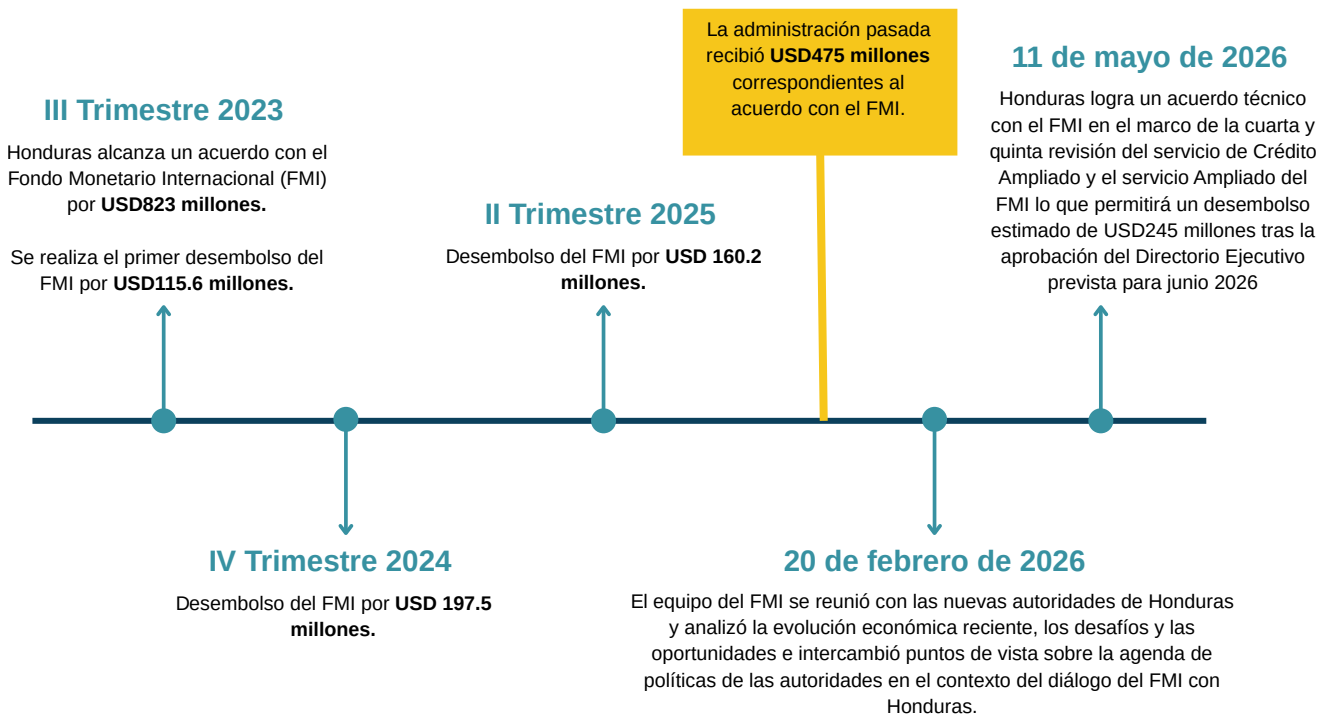 III Trimestre 2023
Honduras alcanza un acuerdo con el
Fondo Monetario Internacional (FMI)
por USD823 millones.
Se realiza el primer desembolso del
FMI por USD115.6 millones.
IV Trimestre 2024
Desembolso del FMI por USD 197.5
millones.
II Trimestre 2025
Desembolso del FMI por USD 160.2
millones.
La administración pasada
recibió USD475 millones
correspondientes al
acuerdo con el FMI.
20 de febrero de 2026
El equipo del FMI se reunió con las nuevas autoridades de Honduras
y analizó la evolución económica reciente, los desafíos y las
oportunidades e intercambió puntos de vista sobre la agenda de
políticas de las autoridades en el contexto del diálogo del FMI con
Honduras.
11 de mayo de 2026
Honduras logra un acuerdo técnico
con el FMI en el marco de la cuarta y
quinta revisión del servicio de Crédito
Ampliado y el servicio Ampliado del
FMI lo que permitirá un desembolso
estimado de USD245 millones tras la
aprobación del Directorio Ejecutivo
prevista para junio 2026